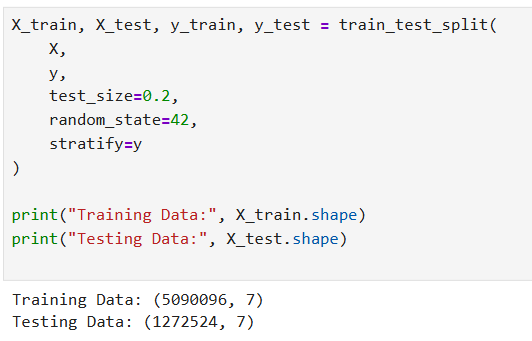 X_train, X_test, y_train, y_test = train_test_split(
    X,
    y,
    test_size=0.2,
    random_state=42,
    stratify=y
)
print("Training Data:", X_train.shape)
print("Testing Data:", X_test.shape)
Training Data: (5090096, 7)
Testing Data: (1272524, 7)